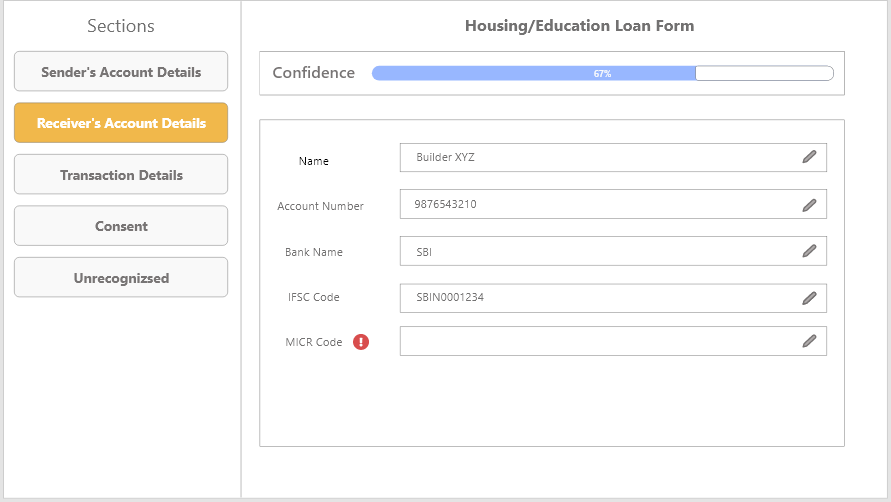 Sections
Sender's Account Details
Receiver's Account Details
Transaction Details
Consent
Unrecognizsed
Housing/Education Loan Form
Confidence 67%
Name Builder XYZ
Account Number 9876543210
Bank Name SBI
IFSC Code SBIN0001234
MICR Code !